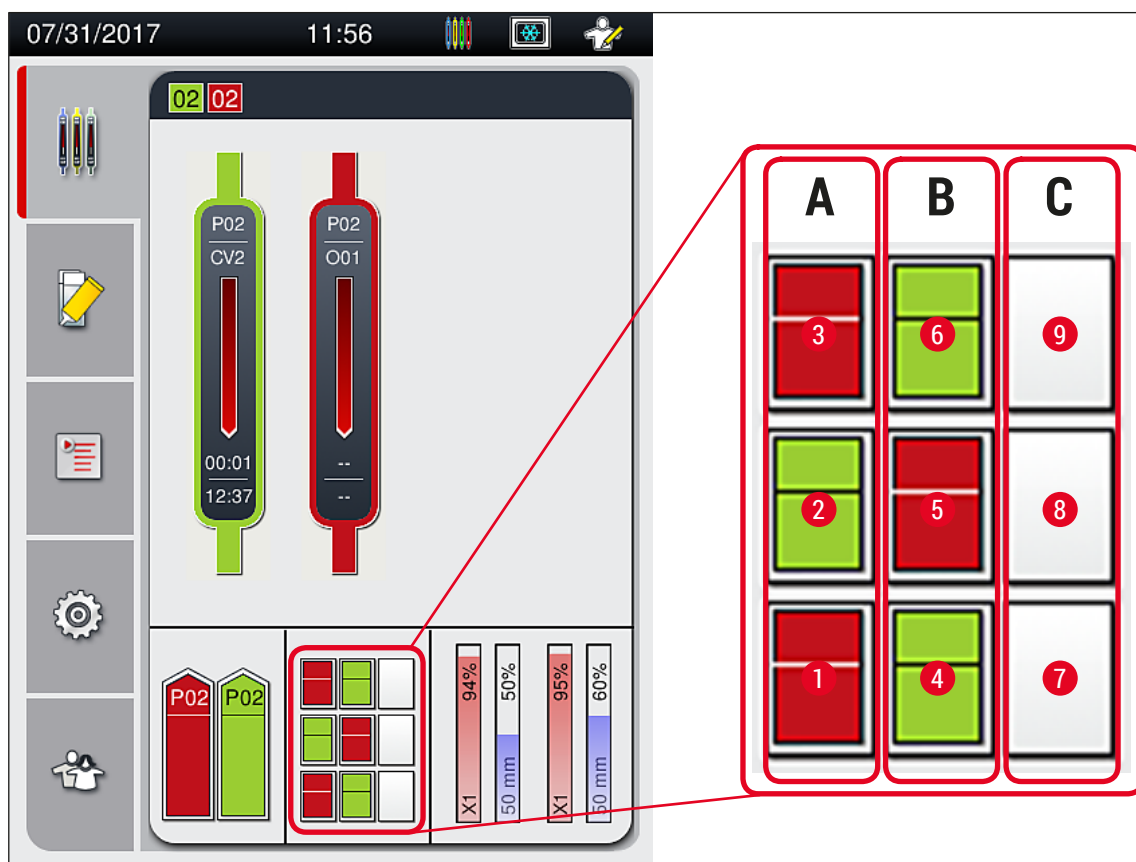 07/31/2017 11:56
02 02
P02 P02
CV2 O01
00:01 --
12:37 --
P02 P02
X1 94%
50 mm 50%
X1 95%
50 mm 60%
A B C
3 6 9
2 5 8
1 4 7